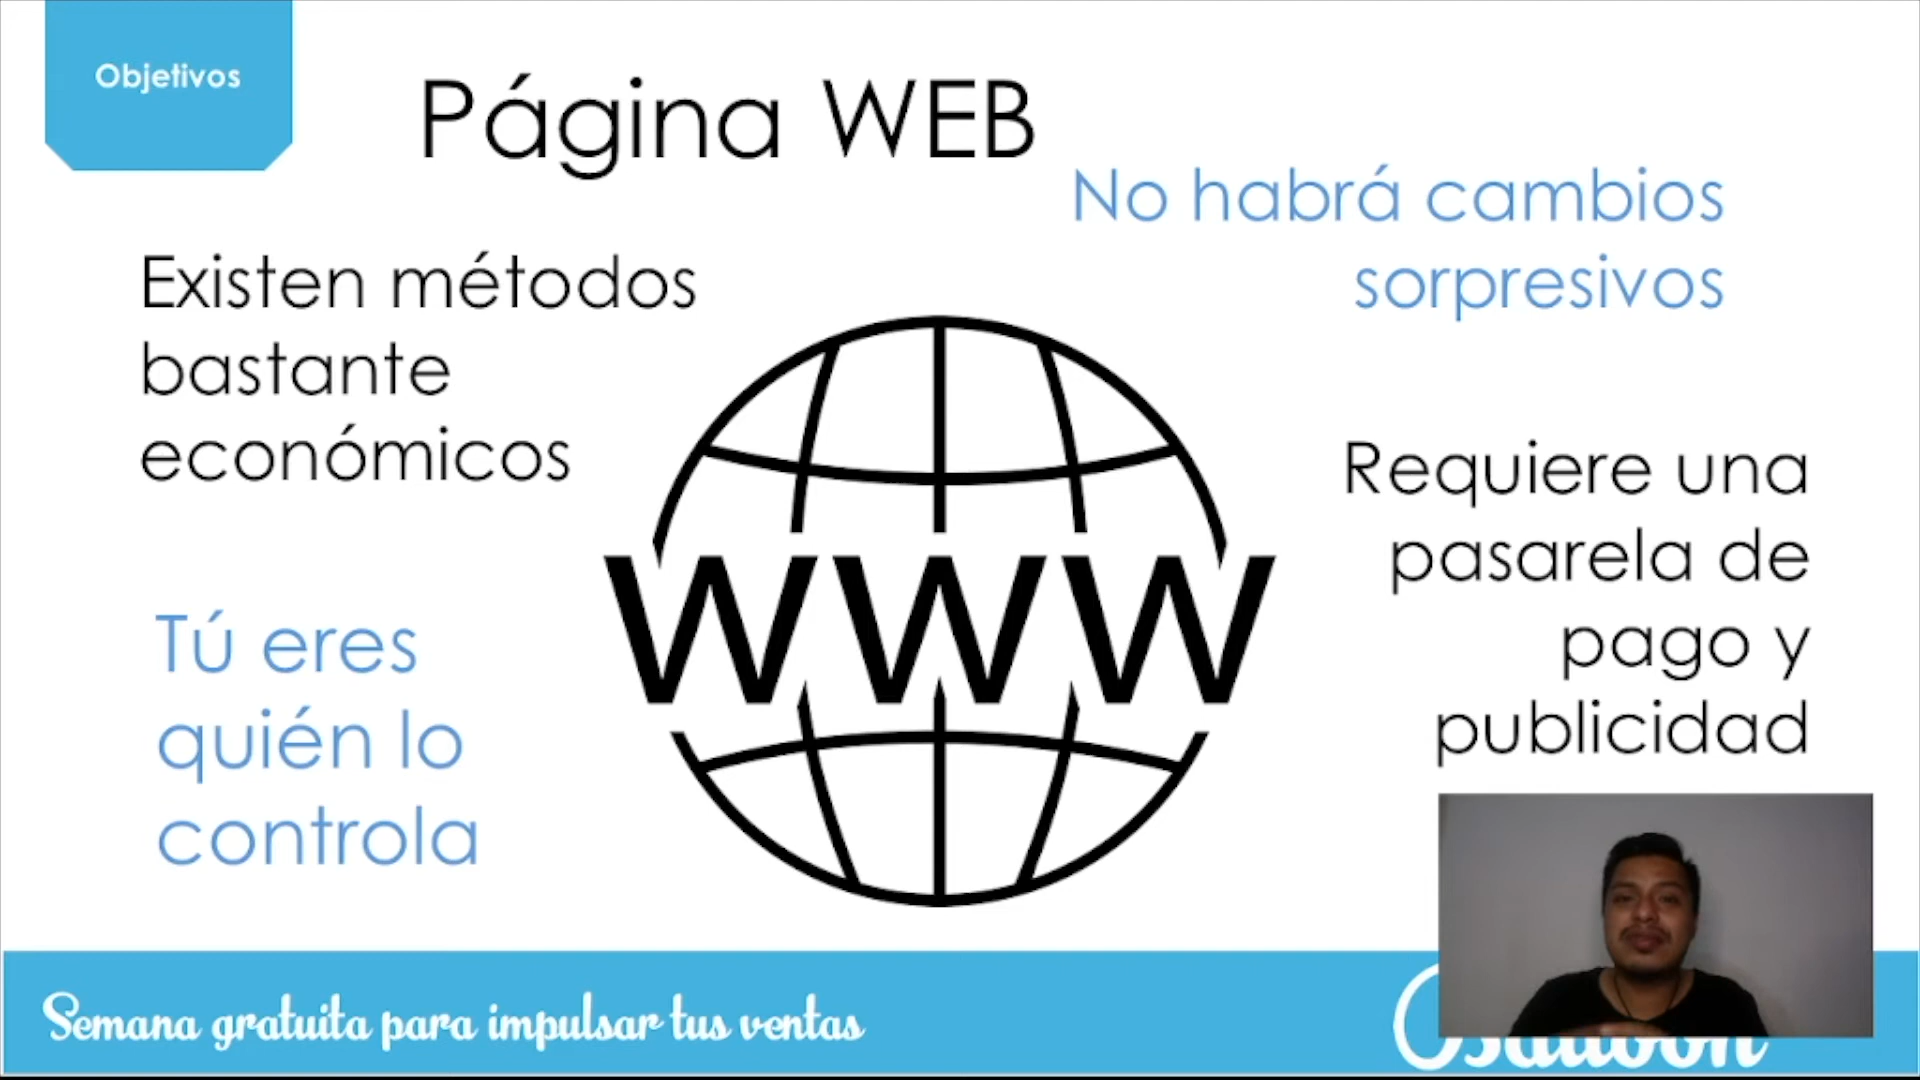 Objetivos
Página WEB
No habrá cambios
sorpresivos
Existen métodos
bastante
económicos
Requiere una
pasarela de
pago y
publicidad
WWW
Tú eres
quién lo
controla
Semana gratuita para impulsar tus ventas